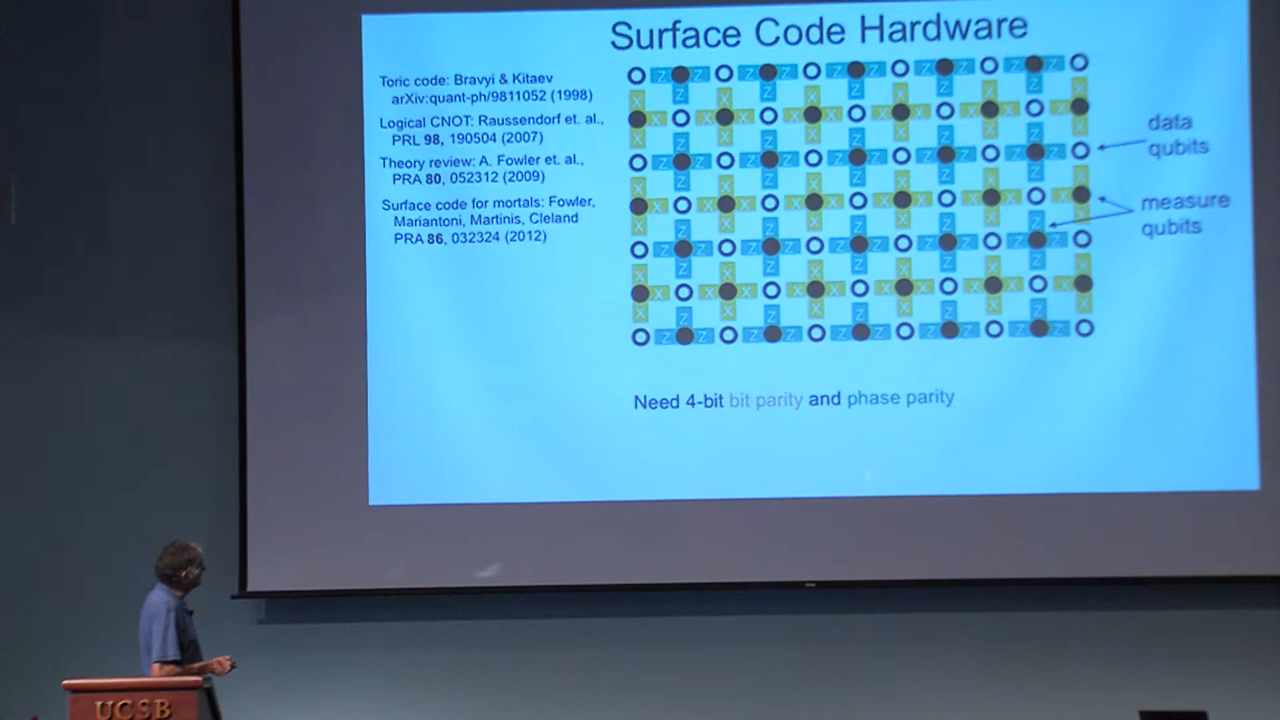 Surface Code Hardware
Toric code: Bravyi & Kitaev
arXiv:quant-ph/9811052 (1998)
Logical CNOT: Raussendorf et. al.,
PRL 98, 190504 (2007)
Theory review: A. Fowler et. al.,
PRA 80, 052312 (2009)
Surface code for mortals: Fowler,
Mariantoni, Martinis, Cleland
PRA 86, 032324 (2012)
Z Z Z Z Z Z Z Z Z Z
Z Z Z Z Z
X X X X X X
X X X X X X X X X X
X X X X X X
Z Z Z Z Z
Z Z Z Z Z Z Z Z Z Z
Z Z Z Z Z
X X X X X X
X X X X X X X X X X
X X X X X X
Z Z Z Z Z
Z Z Z Z Z Z Z Z Z Z
Z Z Z Z Z
X X X X X X
X X X X X X X X X X
X X X X X X
Z Z Z Z Z
Z Z Z Z Z Z Z Z Z Z
data
qubits
measure
qubits
Need 4-bit bit parity and phase parity
UCSB